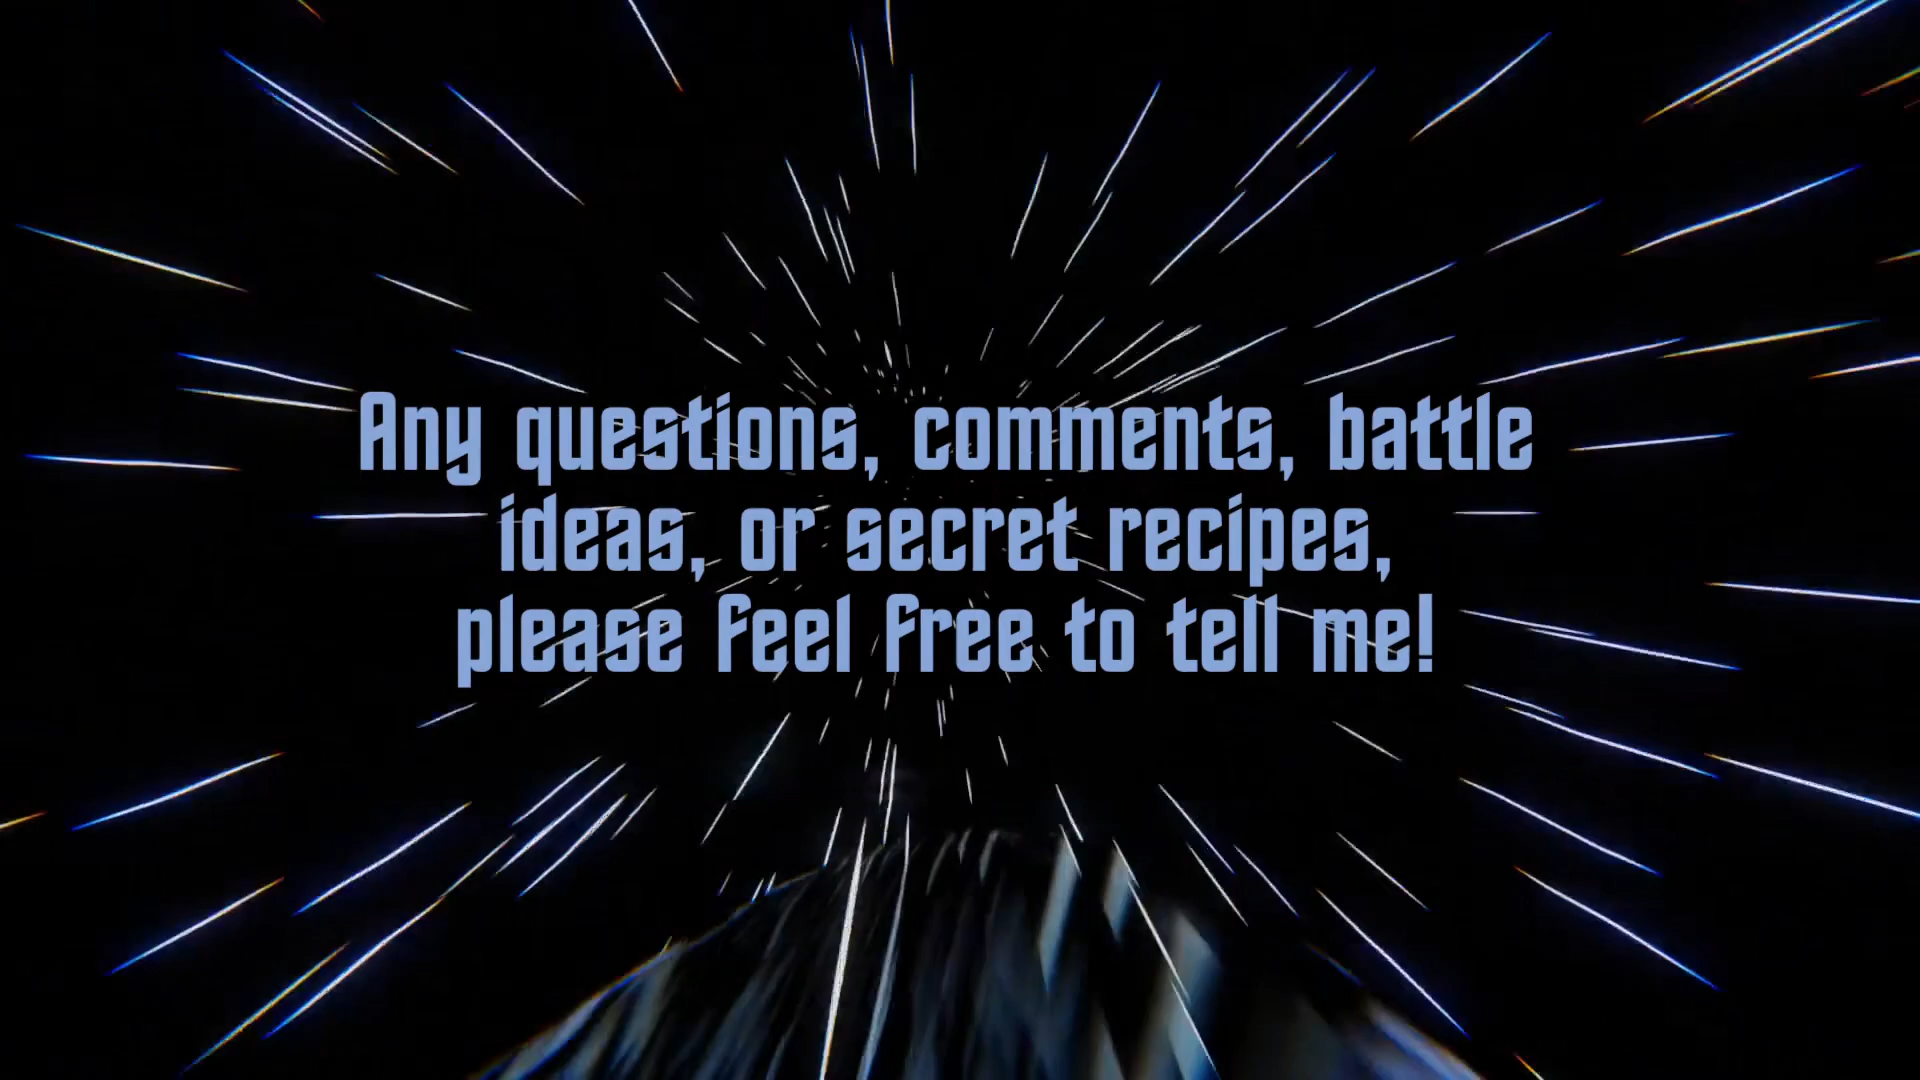 Any questions, comments, battle
ideas, or secret recipes,
please feel free to tell me!